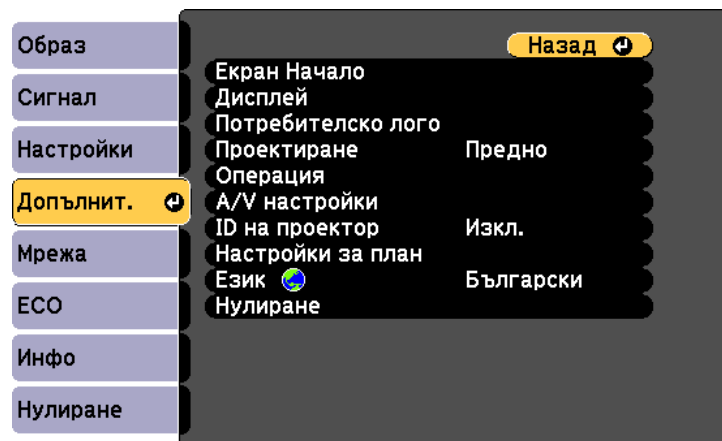 Образ
Сигнал
Настройки
Допълнит.
Мрежа
ECO
Инфо
Нулиране
Назад
Екран Начало
Дисплей
Потребителско лого
Проектиране Предно
Операция
A/V настройки
ID на проектор Изкл.
Настройки за план
Език Български
Нулиране